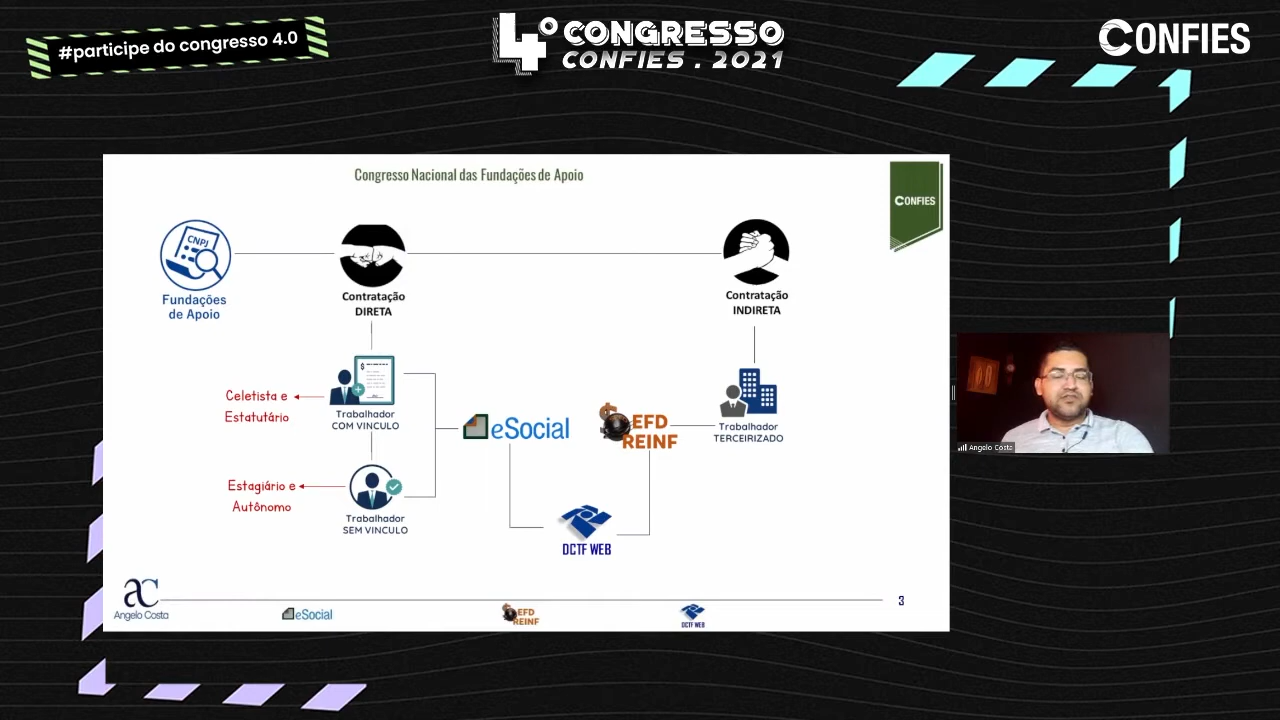 #participe do congresso 4.0
4º CONGRESSO
CONFIES . 2021
CONFIES
Congresso Nacional das Fundações de Apoio
CONFIES
CNPJ
Fundações
de Apoio
Contratação
DIRETA
Contratação
INDIRETA
Celetista e
Estatutário
Trabalhador
COM VINCULO
eSocial
EFD
REINF
Trabalhador
TERCEIRIZADO
Estagiário e
Autônomo
Trabalhador
SEM VINCULO
DCTF WEB
AC
Angelo Costa
eSocial
EFD
REINF
DCTF WEB
3
Angelo Costa